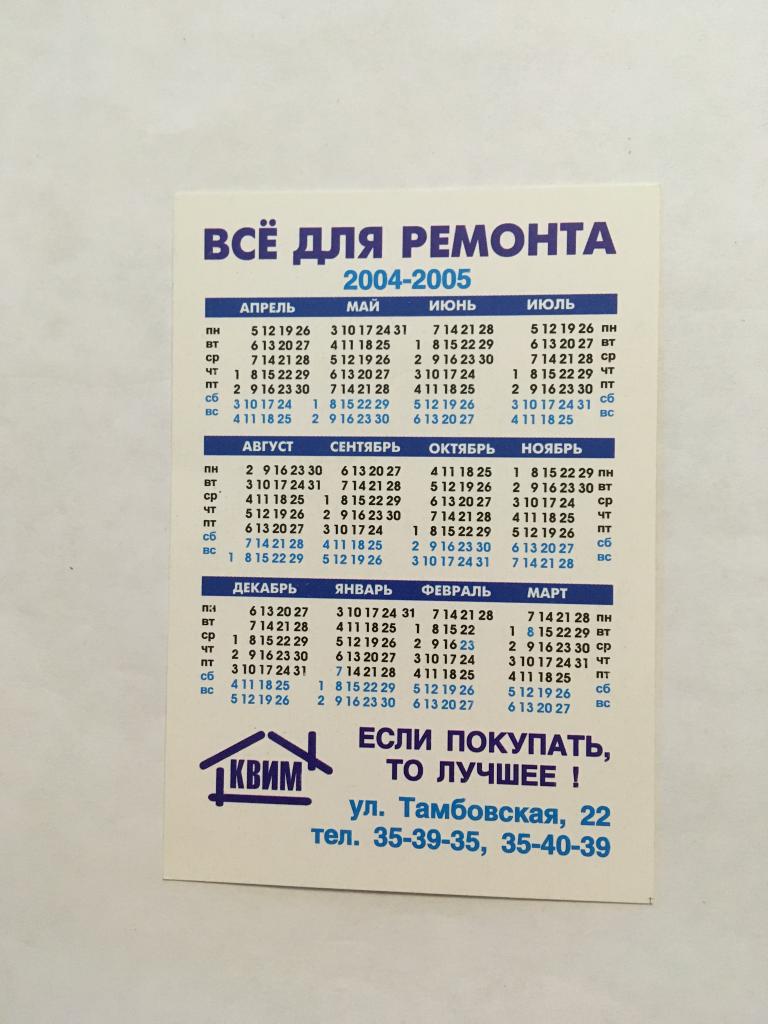 ВСЁ ДЛЯ РЕМОНТА
2004-2005
АПРЕЛЬ МАЙ ИЮНЬ ИЮЛЬ
пн 5 12 19 26 3 10 17 24 31 7 14 21 28 5 12 19 26 пн
вт 6 13 20 27 4 11 18 25 1 8 15 22 29 6 13 20 27 вт
ср 7 14 21 28 5 12 19 26 2 9 16 23 30 7 14 21 28 ср
чт 1 8 15 22 29 6 13 20 27 3 10 17 24 1 8 15 22 29 чт
пт 2 9 16 23 30 7 14 21 28 4 11 18 25 2 9 16 23 30 пт
сб 3 10 17 24 1 8 15 22 29 5 12 19 26 3 10 17 24 31 сб
вс 4 11 18 25 2 9 16 23 30 6 13 20 27 4 11 18 25 вс
АВГУСТ СЕНТЯБРЬ ОКТЯБРЬ НОЯБРЬ
пн 2 9 16 23 30 6 13 20 27 4 11 18 25 1 8 15 22 29 пн
вт 3 10 17 24 31 7 14 21 28 5 12 19 26 2 9 16 23 30 вт
ср 4 11 18 25 1 8 15 22 29 6 13 20 27 3 10 17 24 ср
чт 5 12 19 26 2 9 16 23 30 7 14 21 28 4 11 18 25 чт
пт 6 13 20 27 3 10 17 24 1 8 15 22 29 5 12 19 26 пт
сб 7 14 21 28 4 11 18 25 2 9 16 23 30 6 13 20 27 сб
вс 1 8 15 22 29 5 12 19 26 3 10 17 24 31 7 14 21 28 вс
ДЕКАБРЬ ЯНВАРЬ ФЕВРАЛЬ МАРТ
пн 6 13 20 27 3 10 17 24 31 7 14 21 28 7 14 21 28 пн
вт 7 14 21 28 4 11 18 25 1 8 15 22 1 8 15 22 29 вт
ср 1 8 15 22 29 5 12 19 26 2 9 16 23 2 9 16 23 30 ср
чт 2 9 16 23 30 6 13 20 27 3 10 17 24 3 10 17 24 31 чт
пт 3 10 17 24 31 7 14 21 28 4 11 18 25 4 11 18 25 пт
сб 4 11 18 25 1 8 15 22 29 5 12 19 26 5 12 19 26 сб
вс 5 12 19 26 2 9 16 23 30 6 13 20 27 6 13 20 27 вс
КВИМ
ЕСЛИ ПОКУПАТЬ,
ТО ЛУЧШЕЕ !
ул. Тамбовская, 22
тел. 35-39-35, 35-40-39